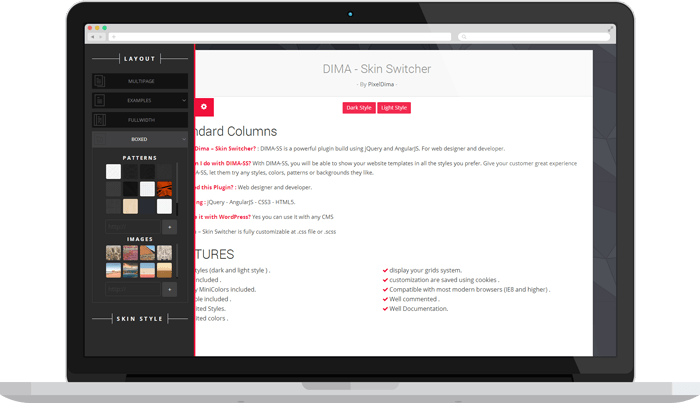 LAYOUT
MULTIPAGE
EXAMPLES
FULLWIDTH
BOXED
PATTERNS
+
IMAGES
+
SKIN STYLE
DIMA - Skin Switcher
- By PixelDima -
Dark Style
Light Style
ndard Columns
Dima – Skin Switcher? : DIMA-SS is a powerful plugin build using jQuery and AngularJS. For web designer and developer.
n I do with DIMA-SS? With DIMA-SS, you will be able to show your website templates in all the styles you prefer. Give your customer great experience
A-SS, let them try any styles, colors, patterns or backgrounds they like.
ed this Plugin? : Web designer and developer.
ng : jQuery - AngularJS - CSS3 - HTML5.
e it with WordPress? Yes you can use it with any CMS
– Skin Switcher is fully customizable at .css file or .scss
TURES
tyles (dark and light style ) .
included .
y MiniColors included .
ble included .
ited Styles.
ited colors .
display your grids system.
customization are saved using cookies .
Compatible with most modern browsers (IE8 and higher) .
Well commented .
Well Documentation.